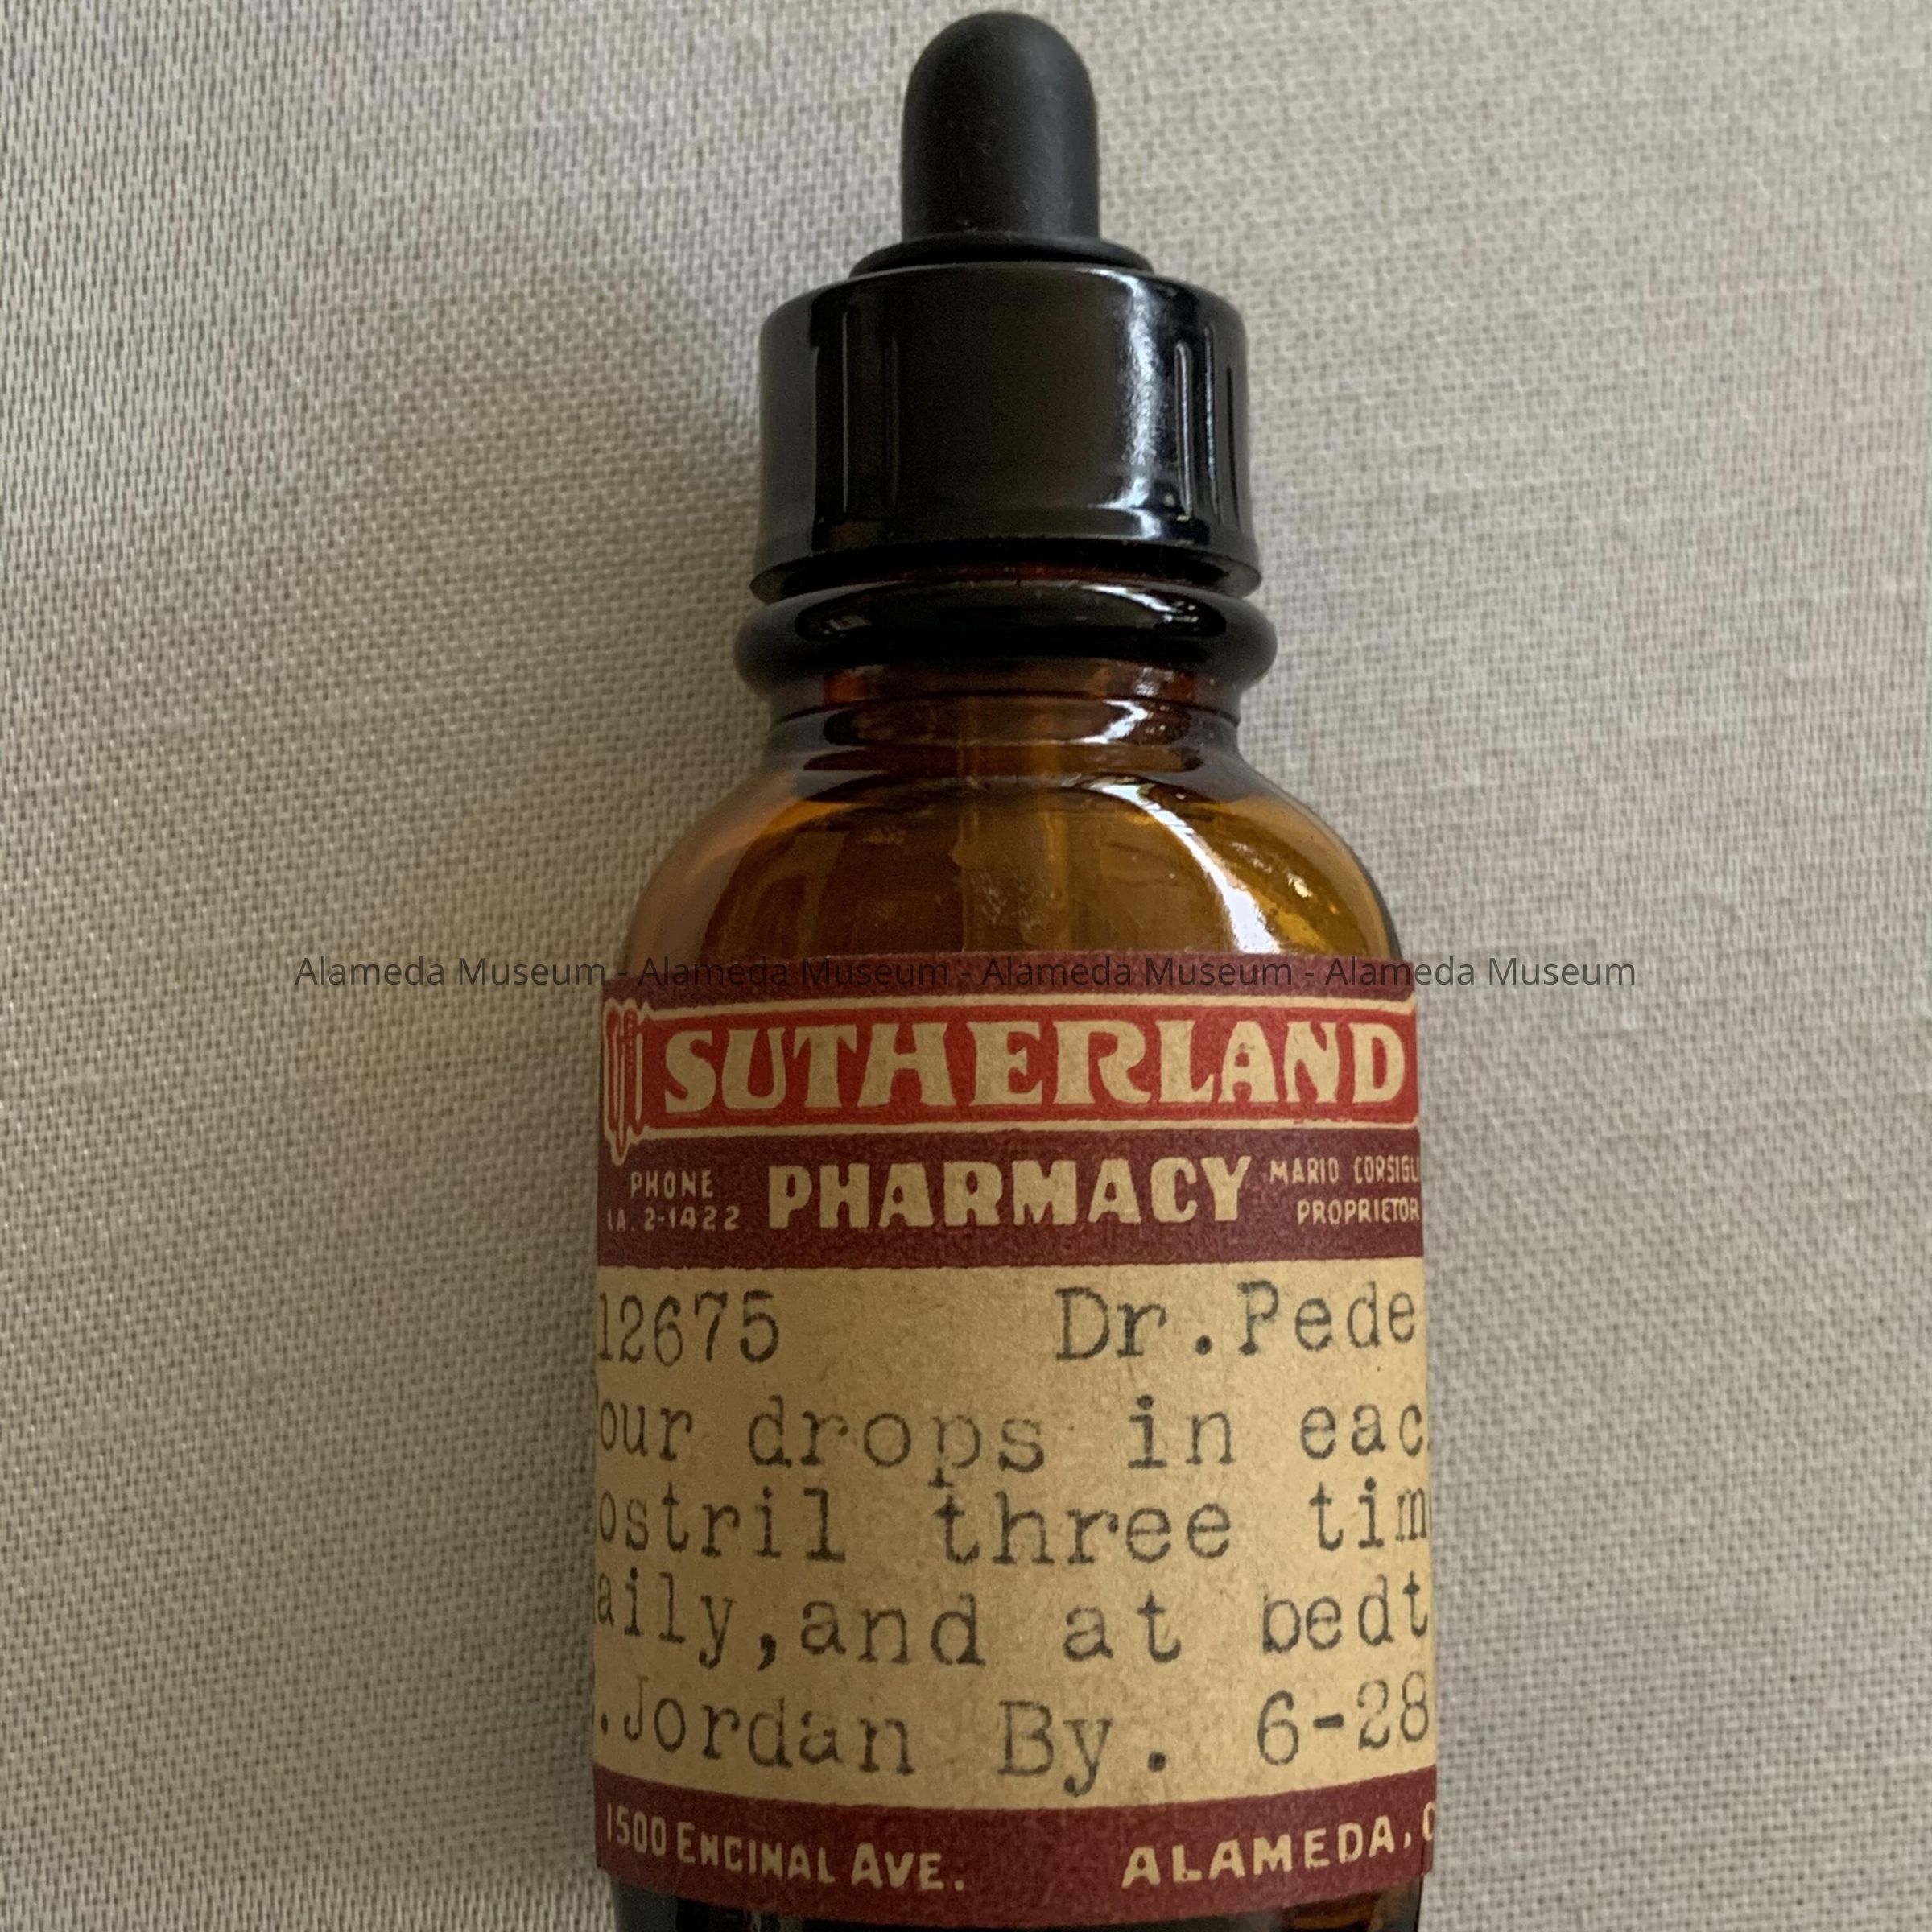 Alameda Museum - Alameda Museum - Alameda Museum - Alameda Museum
SUTHERLAND
PHONE
LA. 2-1422
PHARMACY
MARIO CORSIGLI
PROPRIETOR
12675 Dr.Pede
our drops in eac
ostril three tim
aily,and at bedt
.Jordan By. 6-28
1500 ENCINAL AVE. ALAMEDA, C